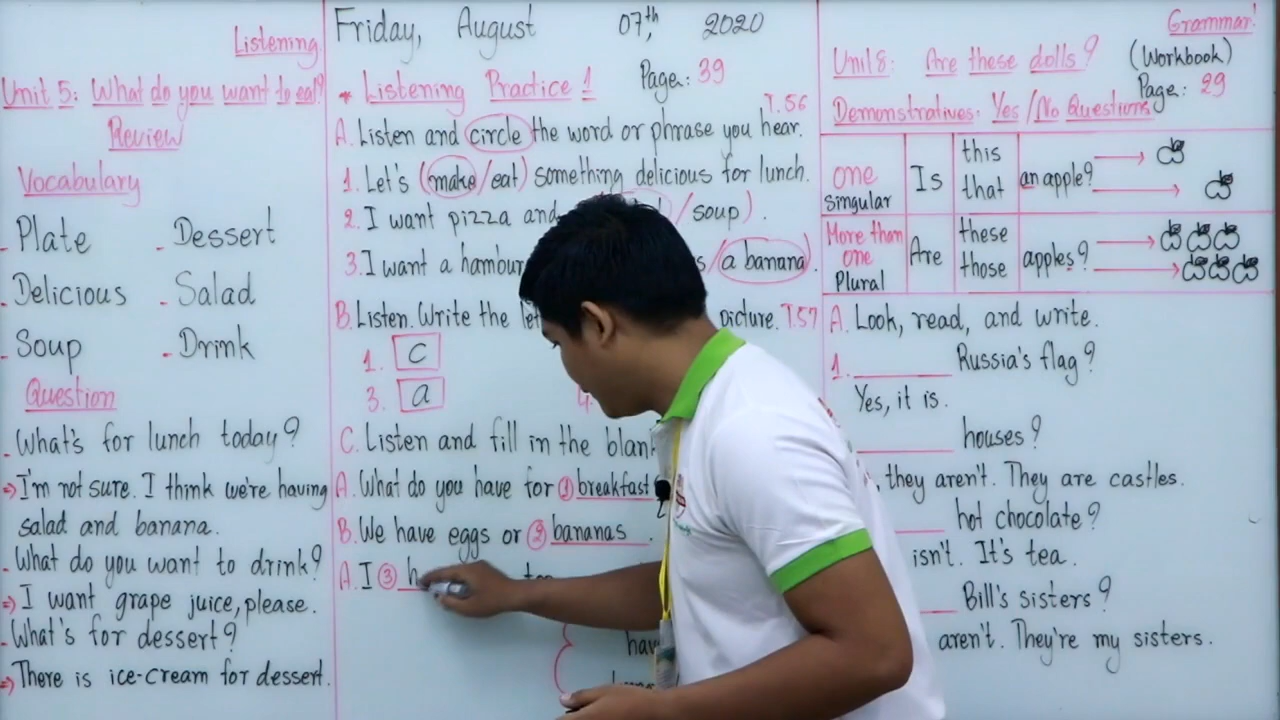 Listening
Unit 5: What do you want to eat?
Review
Vocabulary
- Plate - Dessert
- Delicious - Salad
- Soup - Drink
Question
- What's for lunch today?
I'm not sure. I think we're having
salad and banana.
- What do you want to drink?
I want grape juice, please.
- What's for dessert?
There is ice-cream for dessert.
Friday, August 07th, 2020
* Listening Practice 1 Page: 39
T.56
A. Listen and circle the word or phrase you hear.
1. Let's (make/eat) something delicious for lunch.
2. I want pizza and /soup).
3. I want a /a banana).
B. Listen. Write the picture. T.57
1. c
3. a
4.
C. Listen and fill in the
A. What do you have for ① breakfast
B. We have eggs or ② bananas.
A. I ③ h
Grammar!
Unit 8: Are these dolls? (Workbook)
Page: 29
Demonstratives: Yes/No Questions
one singular Is this that an apple?
More than one Plural Are these those apples?
A. Look, read, and write.
1. ______ Russia's flag?
Yes, it is.
______ houses?
, they aren't. They are castles.
______ hot chocolate?
isn't. It's tea.
______ Bill's sisters?
aren't. They're my sisters.